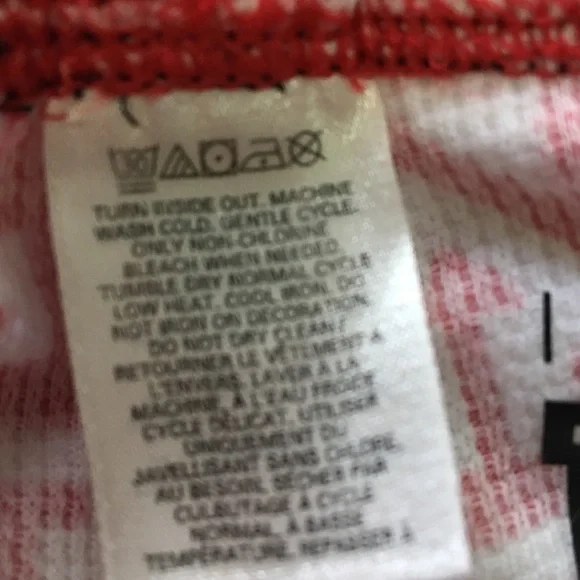 TURN INSIDE OUT. MACHINE
WASH COLD, GENTLE CYCLE.
ONLY NON-CHLORINE
BLEACH WHEN NEEDED.
TUMBLE DRY NORMAL CYCLE
LOW HEAT. COOL IRON. DO
NOT IRON ON DECORATION.
DO NOT DRY CLEAN /
RETOURNER LE VÊTEMENT À
L'ENVERS. LAVER À LA
MACHINE, À L'EAU FROIDE
CYCLE DÉLICAT. UTILISER
UNIQUEMENT DU
JAVELLISANT SANS CHLORE,
AU BESOIN. SÉCHER PAR
CULBUTAGE À CYCLE
NORMAL, À BASSE
TEMPÉRATURE. REPASSER À